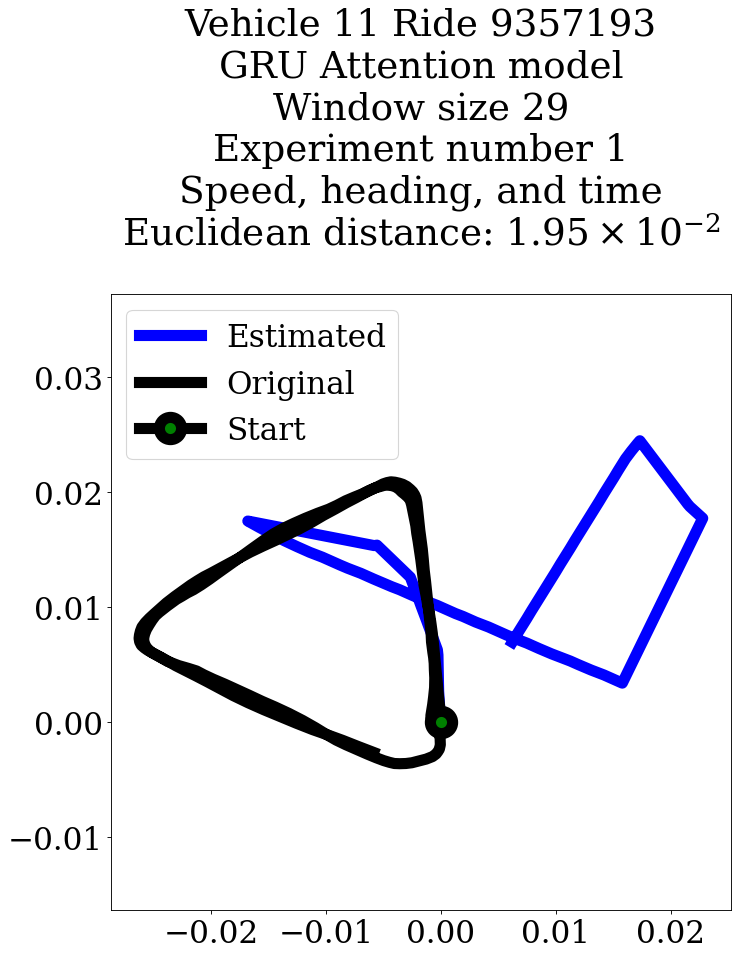 Vehicle 11 Ride 9357193
GRU Attention model
Window size 29
Experiment number 1
Speed, heading, and time
Euclidean distance: 1.95 × 10⁻²
Estimated
Original
Start
0.03
0.02
0.01
0.00
−0.01
−0.02 −0.01 0.00 0.01 0.02